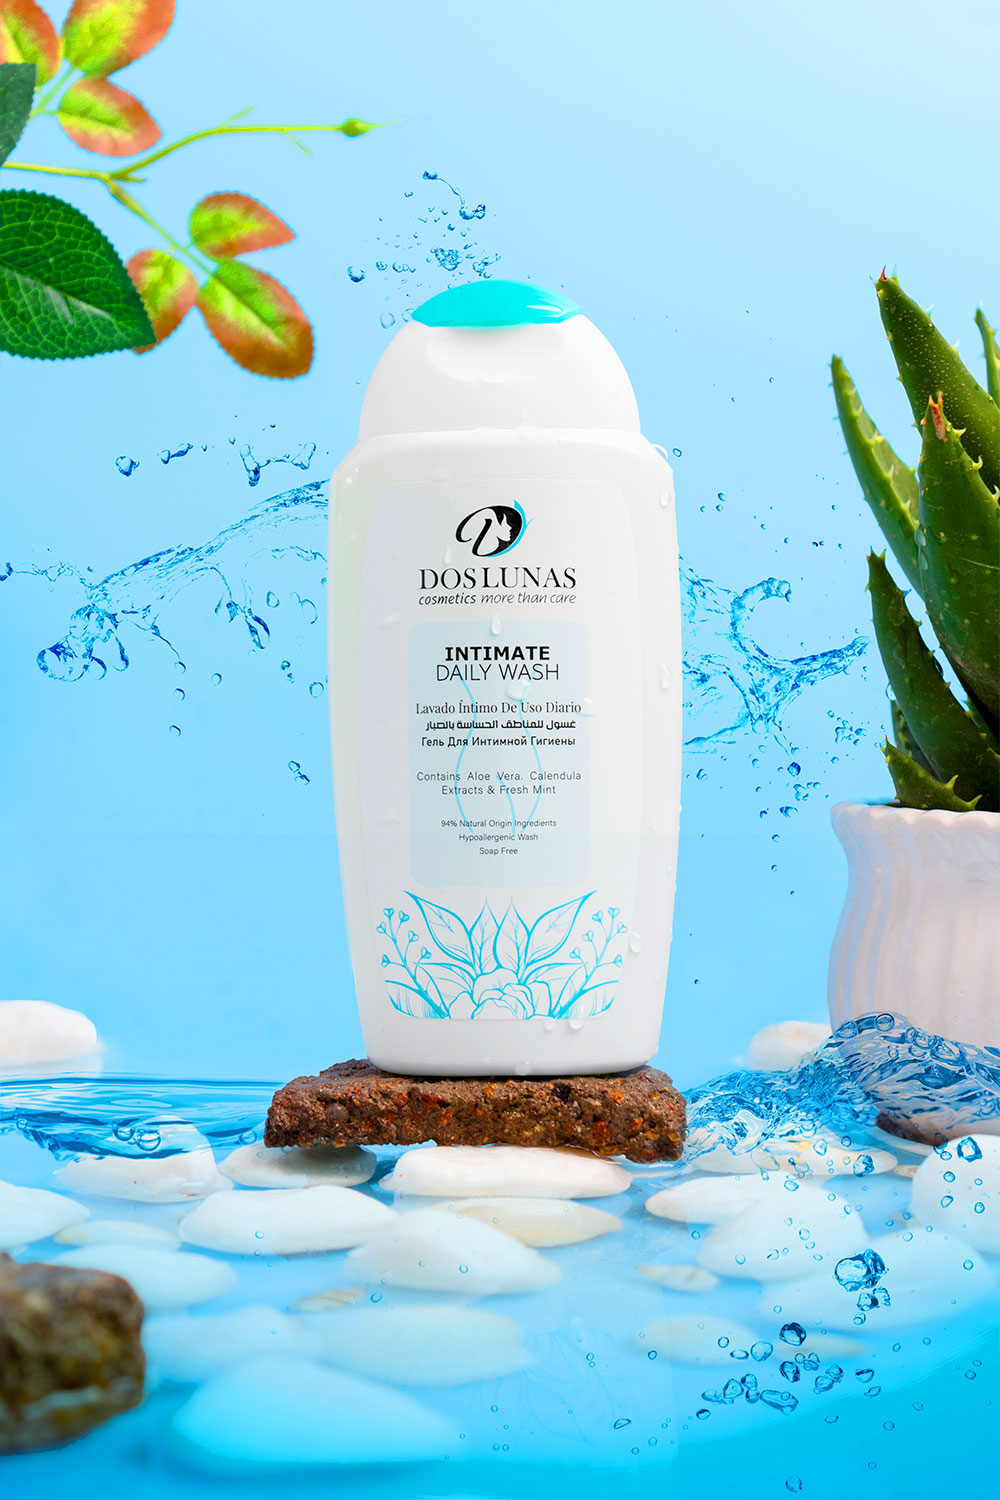 DOS LUNAS
cosmetics more than care
INTIMATE
DAILY WASH
Lavado Íntimo De Uso Diario
غسول للمناطق الحساسة بالصبار
Гель Для Интимной Гигиены
Contains Aloe Vera. Calendula
Extracts & Fresh Mint
94% Natural Origin Ingredients
Hypoallergenic Wash
Soap Free